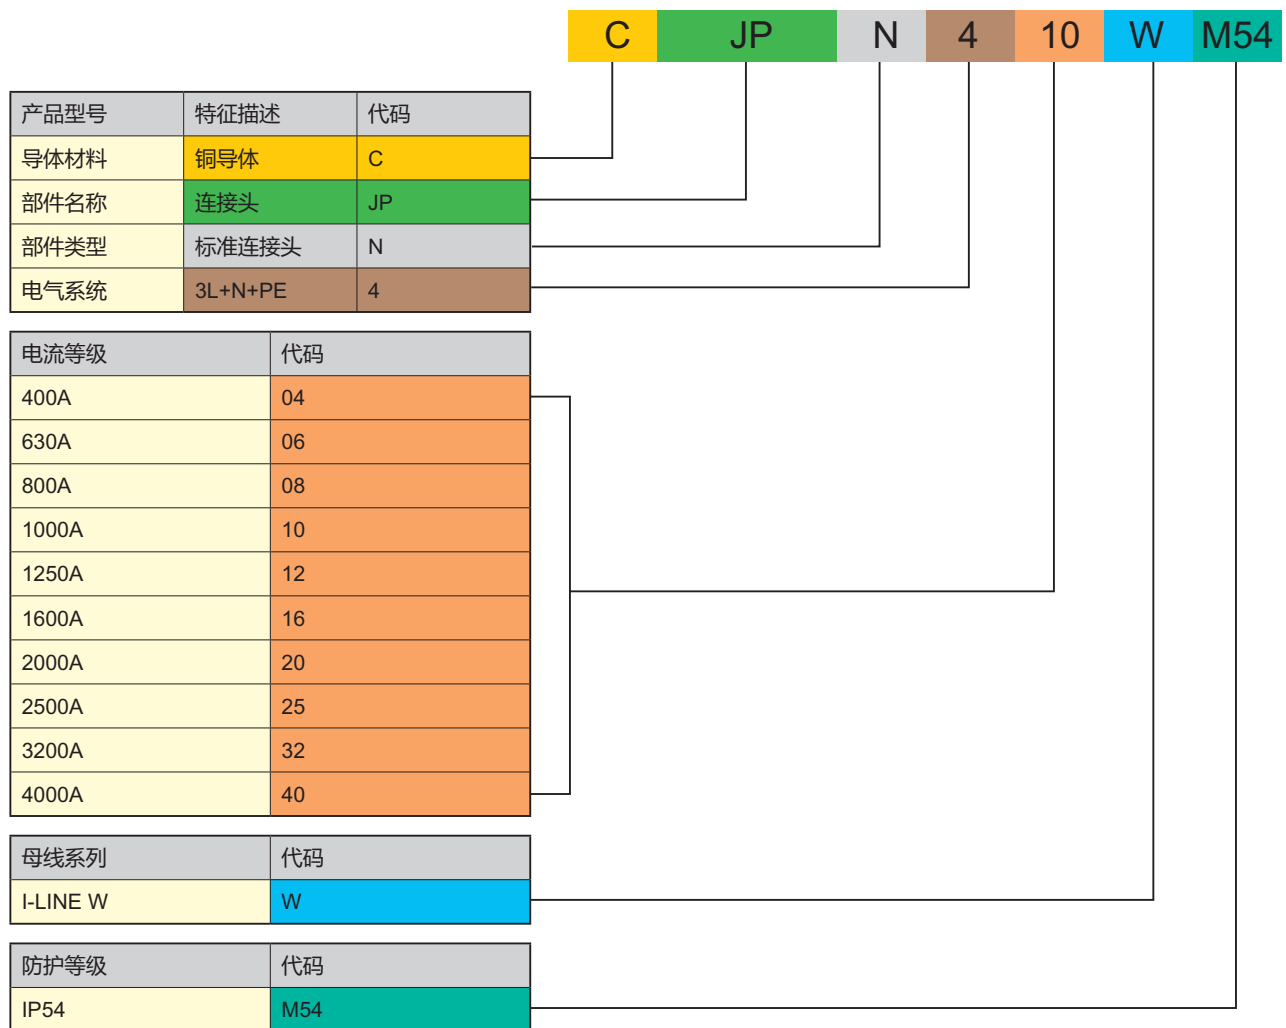 C JP N 4 10 W M54
产品型号 特征描述 代码
导体材料 铜导体 C
部件名称 连接头 JP
部件类型 标准连接头 N
电气系统 3L+N+PE 4
电流等级 代码
400A 04
630A 06
800A 08
1000A 10
1250A 12
1600A 16
2000A 20
2500A 25
3200A 32
4000A 40
母线系列 代码
I-LINE W W
防护等级 代码
IP54 M54